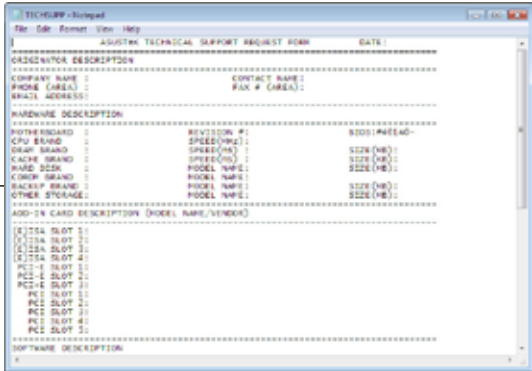 TECHSUPP - Notepad
File Edit Format View Help
ASUSTEK TECHNICAL SUPPORT REQUEST FORM DATE:
ORIGINATOR DESCRIPTION
COMPANY NAME : CONTACT NAME:
PHONE (AREA) : FAX # (AREA):
EMAIL ADDRESS:
HARDWARE DESCRIPTION
MOTHERBOARD : REVISION #: BIOS:
CPU BRAND : SPEED(MHz):
DRAM BRAND : SPEED(MB) : SIZE(MB):
CACHE BRAND : SPEED(MB) : SIZE(KB):
HARD DISK : MODEL NAME: SIZE(MB):
CDROM BRAND : MODEL NAME:
BACKUP BRAND : MODEL NAME: SIZE(MB):
OTHER STORAGE: MODEL NAME: SIZE(MB):
ADD-IN CARD DESCRIPTION (MODEL NAME/VENDOR)
(E)ISA SLOT 1:
(E)ISA SLOT 2:
(E)ISA SLOT 3:
(E)ISA SLOT 4:
PCI-E SLOT 1:
PCI-E SLOT 2:
PCI-E SLOT 3:
PCI SLOT 1:
PCI SLOT 2:
PCI SLOT 3:
PCI SLOT 4:
PCI SLOT 5:
SOFTWARE DESCRIPTION